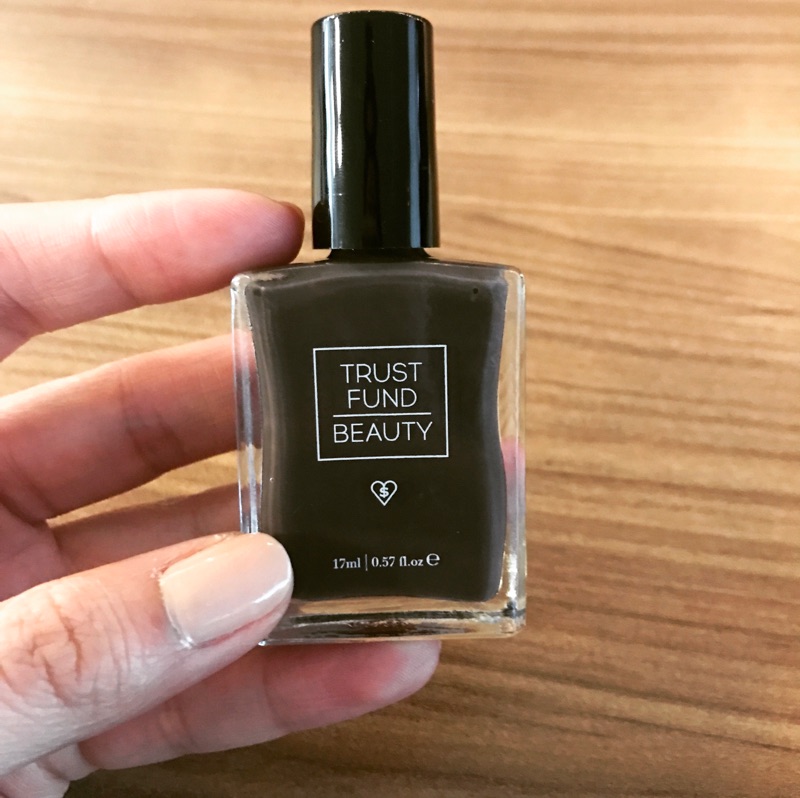 TRUST
FUND
BEAUTY
$
17ml | 0.57 fl.oz ℮